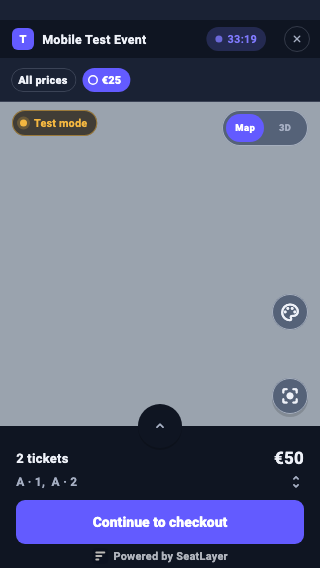 T Mobile Test Event 33:19
All prices €25
Test mode
Map 3D
2 tickets €50
A · 1, A · 2
Continue to checkout
Powered by SeatLayer